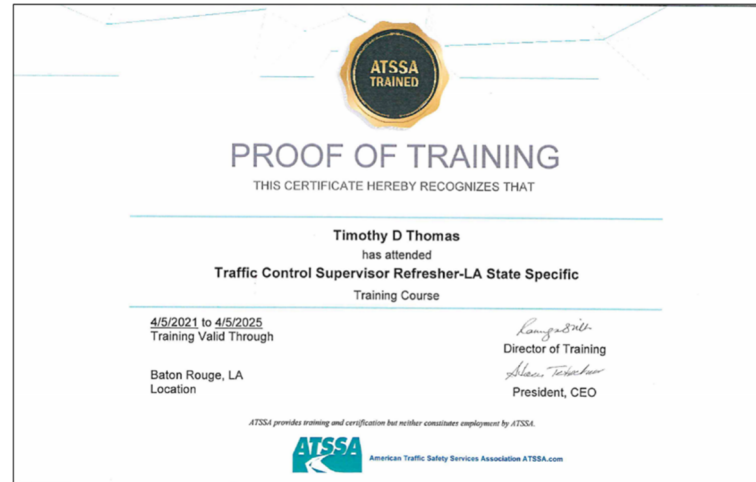 ATSSA
TRAINED
PROOF OF TRAINING
THIS CERTIFICATE HEREBY RECOGNIZES THAT
Timothy D Thomas
has attended
Traffic Control Supervisor Refresher-LA State Specific
Training Course
4/5/2021 to 4/5/2025
Training Valid Through
Director of Training
Baton Rouge, LA
Location
President, CEO
ATSSA provides training and certification but neither constitutes employment by ATSSA.
ATSSA
American Traffic Safety Services Association ATSSA.com